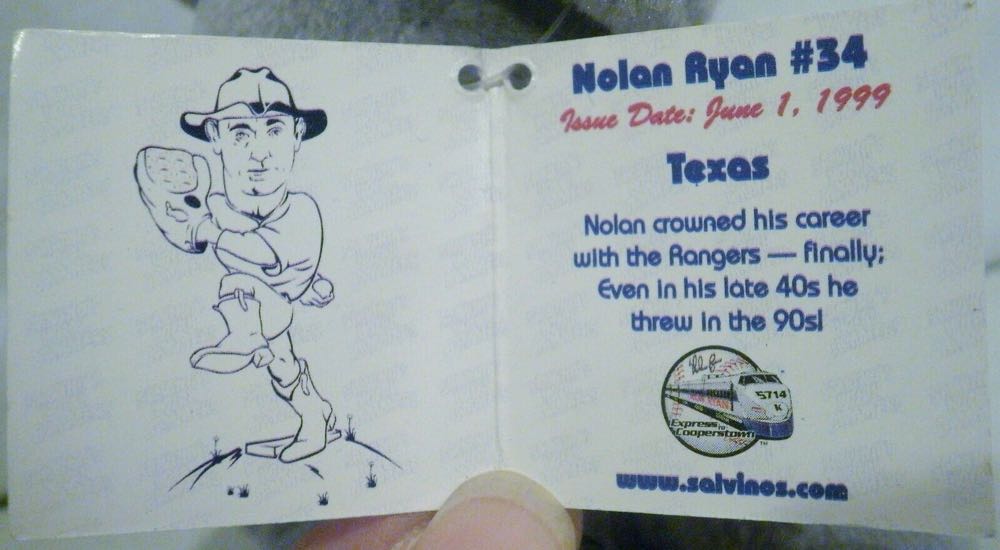 Nolan Ryan #34
Issue Date: June 1, 1999
Texas
Nolan crowned his career
with the Rangers — finally;
Even in his late 40s he
threw in the 90s!
5714
K
Express to
Cooperstown™
www.salvinos.com